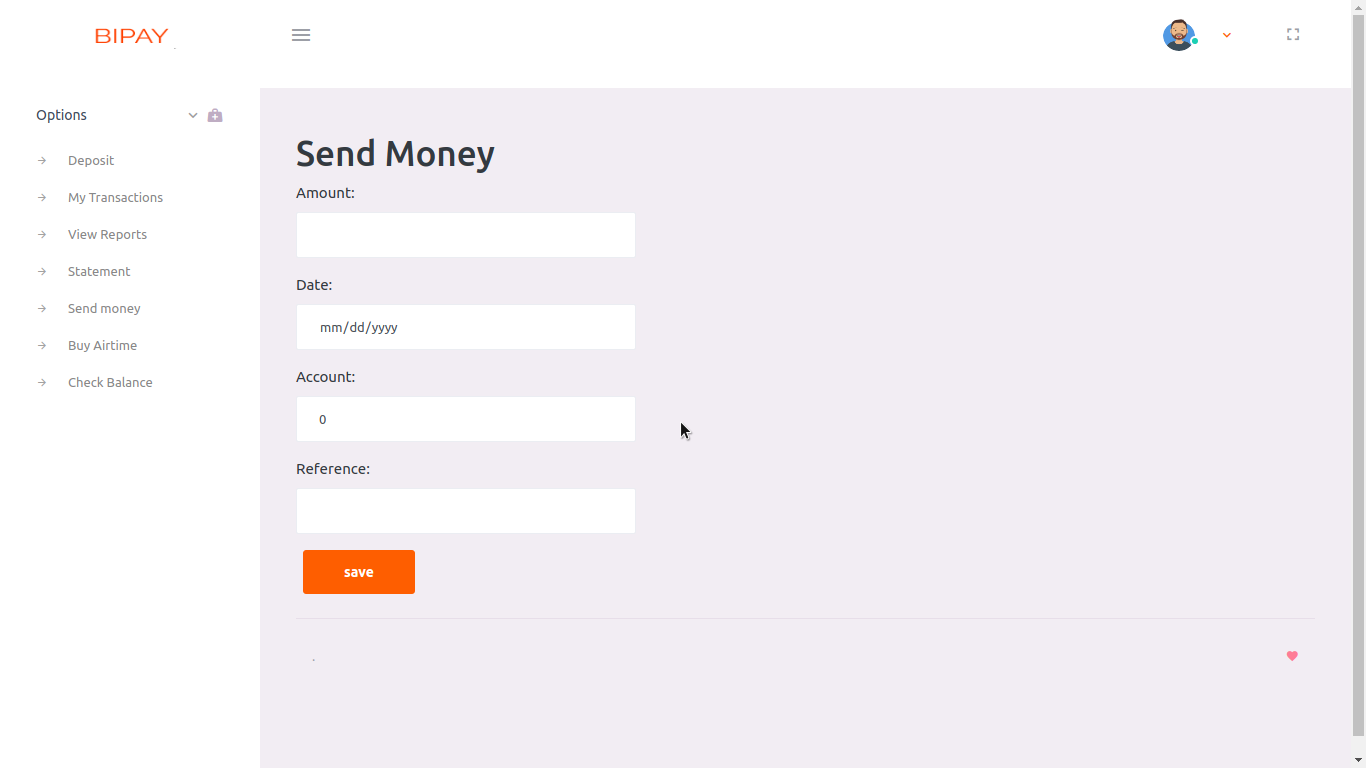 BIPAY
Options
Deposit
My Transactions
View Reports
Statement
Send money
Buy Airtime
Check Balance
Send Money
Amount:
Date:
mm/dd/yyyy
Account:
0
Reference:
save
.